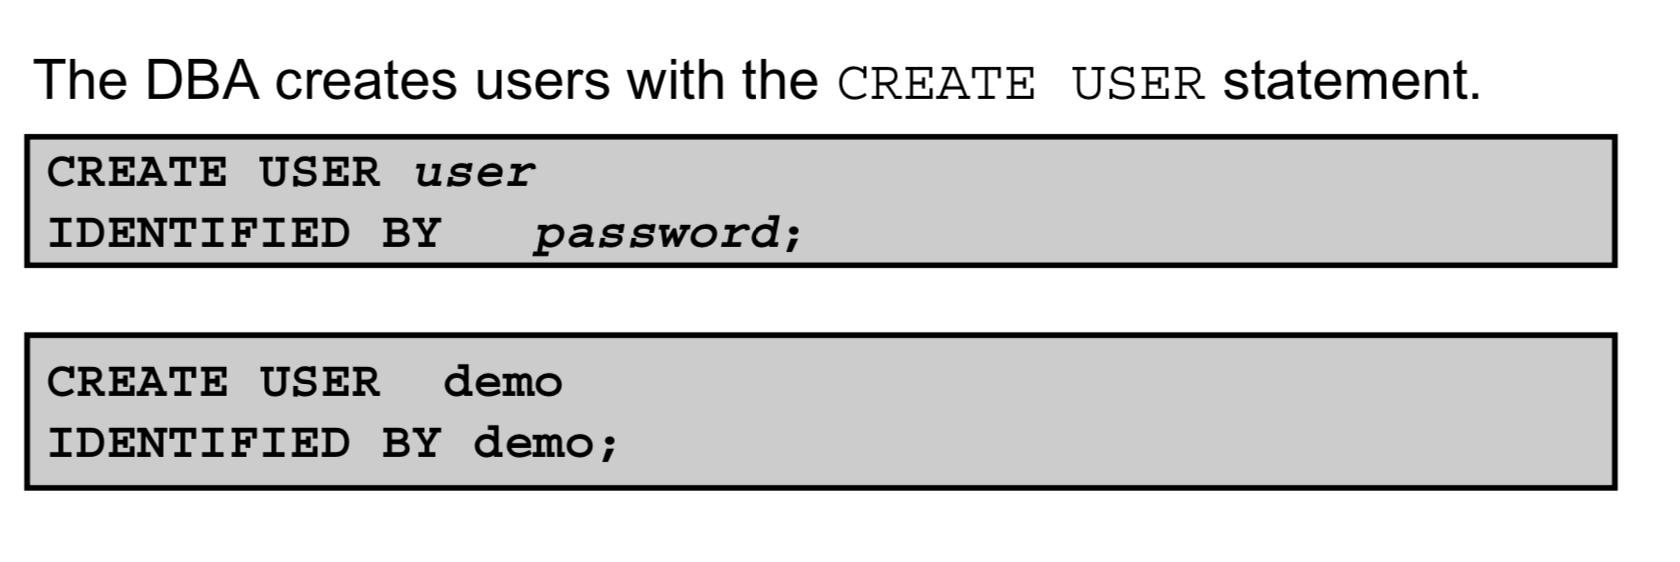 The DBA creates users with the CREATE USER statement.
CREATE USER user
IDENTIFIED BY password;
CREATE USER demo
IDENTIFIED BY demo;